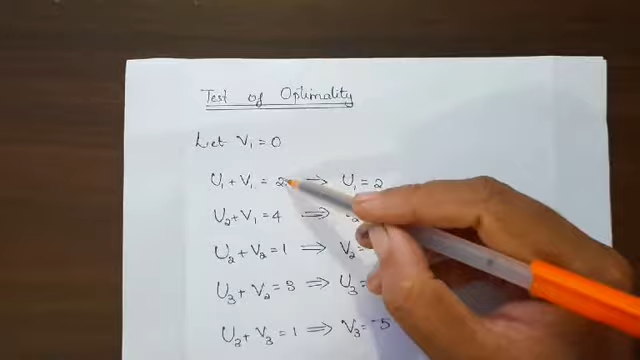 Test of Optimality
Let V₁ = 0
U₁ + V₁ = 2 ⇒ U₁ = 2
U₂ + V₁ = 4 ⇒
U₂ + V₂ = 1 ⇒ V₂ =
U₃ + V₂ = 3 ⇒ U₃ =
U₃ + V₃ = 1 ⇒ V₃ = -5